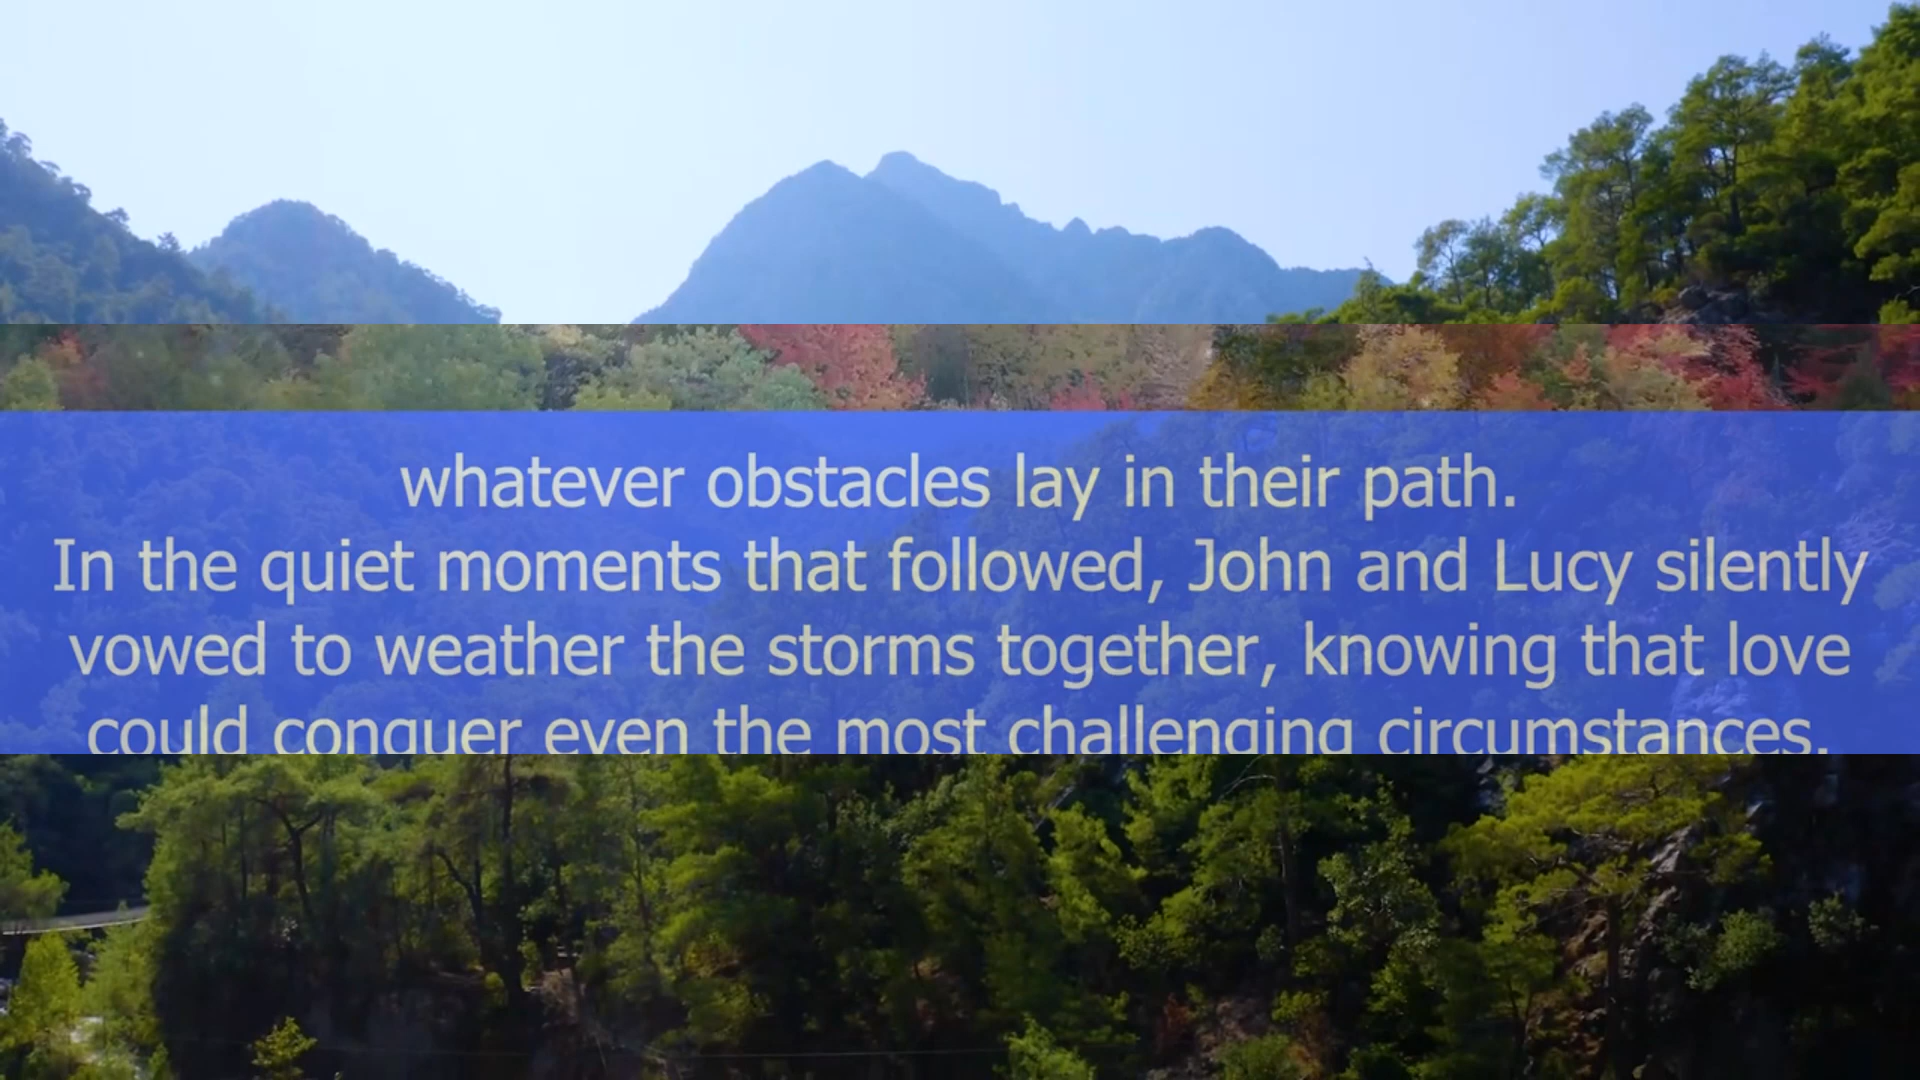 whatever obstacles lay in their path.
In the quiet moments that followed, John and Lucy silently
vowed to weather the storms together, knowing that love
could conquer even the most challenging circumstances.